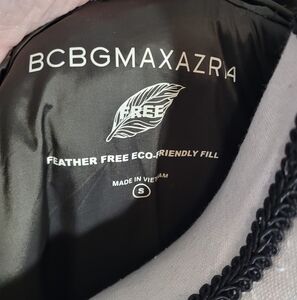 BCBGMAXAZRIA
FREE
FEATHER FREE ECO-FRIENDLY FILL
MADE IN VIETNAM
S